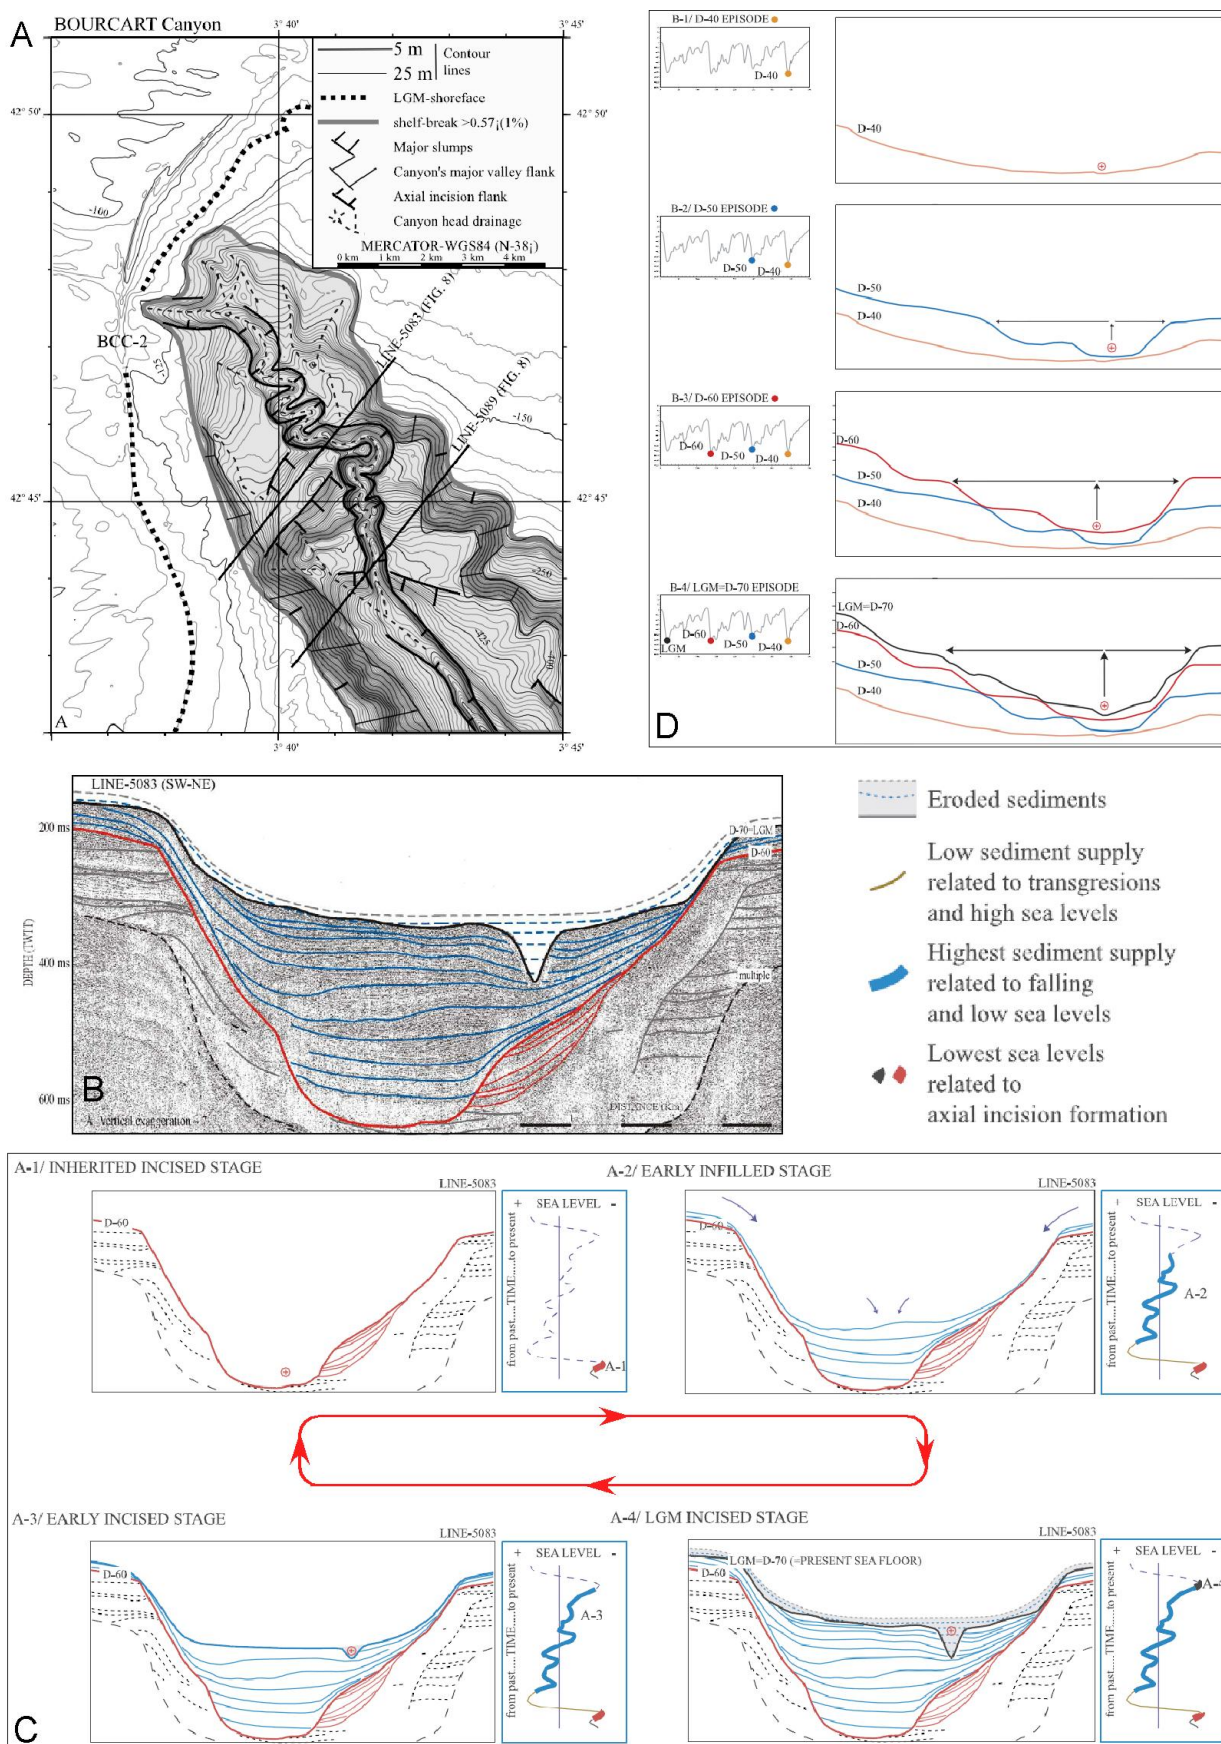 A
BOURCART Canyon
3° 40'
3° 45'
5 m
25 m
Contour
lines
LGM-shoreface
shelf-break >0.57¡(1%)
Major slumps
Canyon's major valley flank
Axial incision flank
Canyon head drainage
MERCATOR-WGS84 (N-38¡)
0 km 1 km 2 km 3 km 4 km
42° 50'
42° 50'
-100
BCC-2
-125
LINE-5083 (FIG. 8)
LINE-5089 (FIG. 8)
-150
42° 45'
42° 45'
-250
-425
A
3° 40'
3° 45'
B-1/ D-40 EPISODE
D-40
D-40
B-2/ D-50 EPISODE
D-50
D-40
D-50
D-40
B-3/ D-60 EPISODE
D-60
D-50
D-40
D-60
D-50
D-40
B-4/ LGM=D-70 EPISODE
D-60
D-50
D-40
LGM
LGM=D-70
D-60
D-50
D-40
D
LINE-5083 (SW-NE)
200 ms
D-70=LGM
D-60
DEPTE (TWTT)
400 ms
multiple
600 ms
B
A Vertical exaggeration ~ 7
DISTANCE (Km)
Eroded sediments
Low sediment supply
related to transgresions
and high sea levels
Highest sediment supply
related to falling
and low sea levels
Lowest sea levels
related to
axial incision formation
A-1/ INHERITED INCISED STAGE
LINE-5083
D-60
+ SEA LEVEL -
from past.....TIME.....to present
A-1
A-2/ EARLY INFILLED STAGE
LINE-5083
D-60
+ SEA LEVEL -
from past.....TIME.....to present
A-2
A-3/ EARLY INCISED STAGE
LINE-5083
D-60
+ SEA LEVEL -
from past.....TIME.....to present
A-3
A-4/ LGM INCISED STAGE
LINE-5083
LGM=D-70 (=PRESENT SEA FLOOR)
D-60
+ SEA LEVEL -
from past.....TIME.....to present
A-4
C